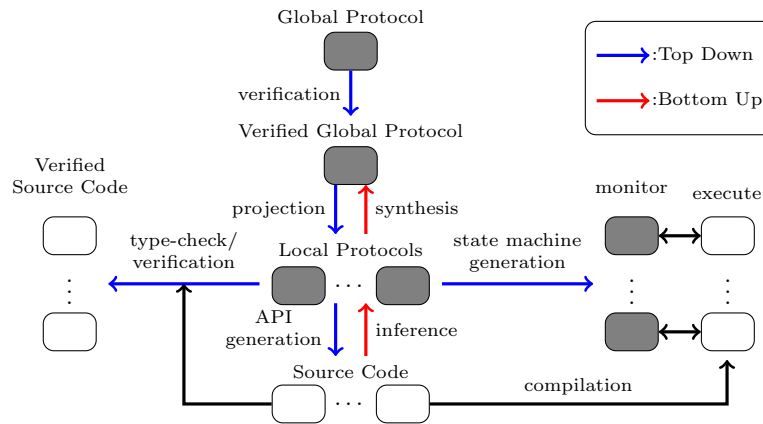 Global Protocol
:Top Down
:Bottom Up
verification
Verified Global Protocol
Verified
Source Code
monitor
execute
projection
synthesis
type-check/
verification
Local Protocols
state machine
generation
...
API
generation
inference
Source Code
...
compilation